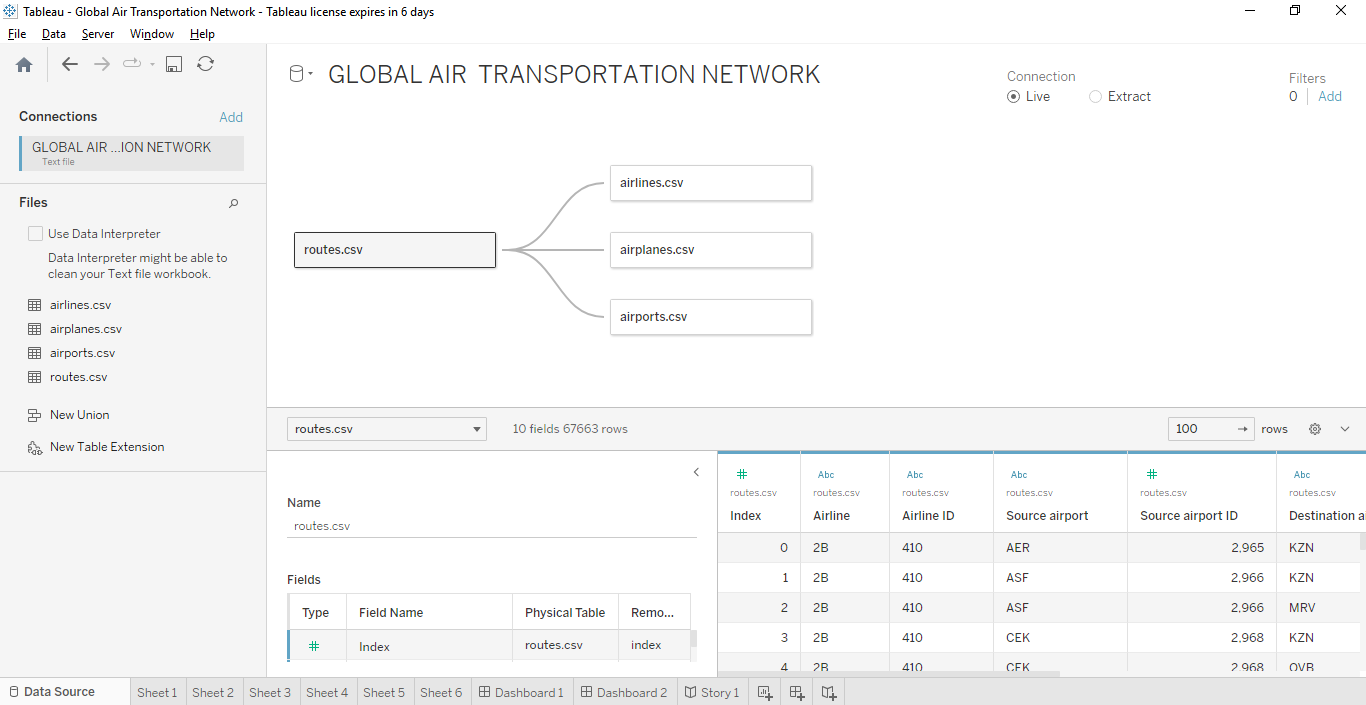 Tableau - Global Air Transportation Network - Tableau license expires in 6 days
File Data Server Window Help
Connections Add
GLOBAL AIR ...ION NETWORK
Text file
Files
Use Data Interpreter
Data Interpreter might be able to
clean your Text file workbook.
airlines.csv
airplanes.csv
airports.csv
routes.csv
New Union
New Table Extension
GLOBAL AIR TRANSPORTATION NETWORK
Connection
Live Extract
Filters
0 Add
routes.csv
airlines.csv
airplanes.csv
airports.csv
routes.csv 10 fields 67663 rows 100 rows
Name
routes.csv
Fields
Type Field Name Physical Table Remo...
# Index routes.csv index
# Abc Abc Abc # Abc
routes.csv routes.csv routes.csv routes.csv routes.csv routes.csv
Index Airline Airline ID Source airport Source airport ID Destination a
0 2B 410 AER 2,965 KZN
1 2B 410 ASF 2,966 KZN
2 2B 410 ASF 2,966 MRV
3 2B 410 CEK 2,968 KZN
4 2B 410 CEK 2,968 OVB
Data Source Sheet 1 Sheet 2 Sheet 3 Sheet 4 Sheet 5 Sheet 6 Dashboard 1 Dashboard 2 Story 1